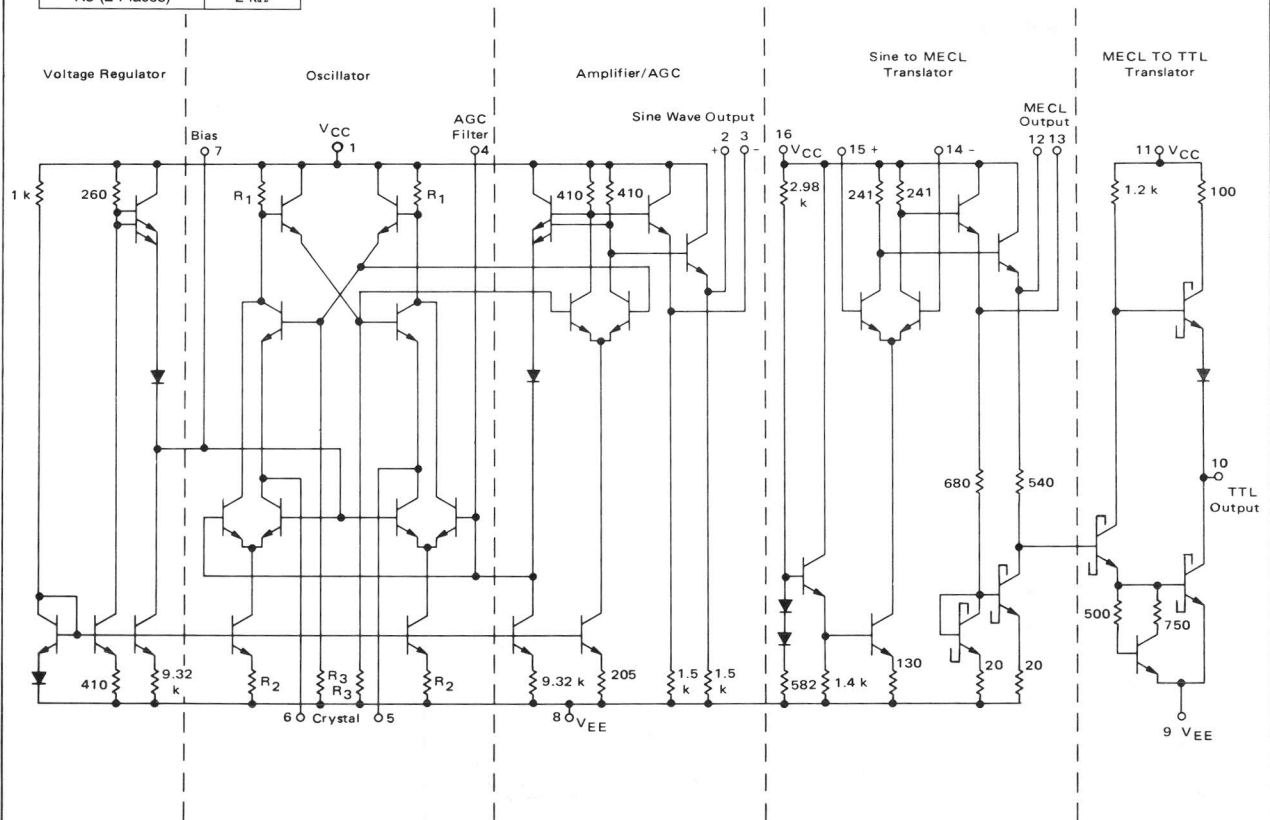 R3 (2 Places) 2 kΩ
Voltage Regulator
Oscillator
Amplifier/AGC
Sine to MECL
Translator
MECL TO TTL
Translator
Bias
7
VCC
1
AGC
Filter
4
Sine Wave Output
2 3
+ -
16
VCC
15 +
14 -
MECL
Output
12 13
11 VCC
1 k
260
R1
R1
410
410
2.98
k
241
241
1.2 k
100
680
540
10
TTL
Output
500
750
410
9.32
k
R2
R3
R3
R2
9.32 k
205
1.5
k
1.5
k
582
1.4 k
130
20
20
6 Crystal 5
8 VEE
9 VEE